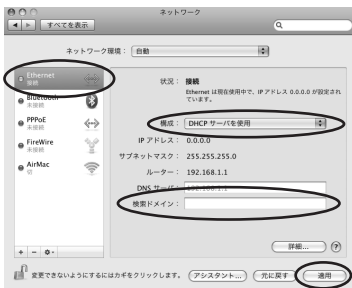 ネットワーク
すべてを表示
ネットワーク環境： 自動
Ethernet
接続
Bluetooth
未接続
PPPoE
未接続
FireWire
未接続
AirMac
切
状況： 接続
Ethernet は現在使用中で、IP アドレス 0.0.0.0 が設定されています。
構成： DHCP サーバを使用
IP アドレス： 0.0.0.0
サブネットマスク： 255.255.255.0
ルーター： 192.168.1.1
DNS サーバ： 192.168.1.1
検索ドメイン：
詳細... ?
変更できないようにするにはカギをクリックします。
アシスタント... 元に戻す 適用